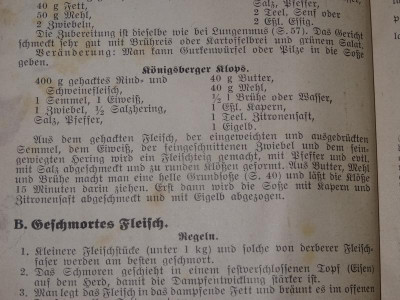 40 g Fett,
50 g Mehl,
2 Zwiebeln,
Salz, Pfeffer,
2 Teel. Senf oder
2 Eßl. Essig.
Die Zubereitung ist dieselbe wie bei Lungenmus (S. 57). Das Gericht
schmeckt sehr gut mit Brühreis oder Kartoffelbrei und grünem Salat.
Veränderung: Man kann Gurkenwürfel oder Pilze in die Soße
geben.
Königsberger Klops.
400 g gehacktes Rind- und
Schweinefleisch,
1 Semmel, 1 Eiweiß,
1 Zwiebel, ½ Salzhering,
Salz, Pfeffer,
40 g Butter,
40 g Mehl,
½ l Brühe oder Wasser,
1 Eßl. Kapern,
1 Teel. Zitronensaft,
1 Eigelb.
Aus dem gehackten Fleisch, der eingeweichten und ausgedrückten
Semmel, dem Eiweiß, der feingeschnittenen Zwiebel und dem fein-
gewiegten Hering wird ein Fleischteig gemacht, mit Pfeffer und evtl.
mit Salz abgeschmeckt und zu runden Klößen geformt. Aus Butter, Mehl
und Brühe macht man eine helle Grundsoße (S. 40) und läßt die Klöße
15 Minuten darin ziehen. Erst dann wird die Soße mit Kapern und
Zitronensaft abgeschmeckt und mit Eigelb abgezogen.
B. Geschmortes Fleisch.
Regeln.
1. Kleinere Fleischstücke (unter 1 kg) und solche von derberer Fleisch-
faser werden am besten geschmort.
2. Das Schmoren geschieht in einem festverschlossenen Topf (Eisen)
auf dem Herd, damit die Dampfentwicklung stärker ist.
3. Man legt das Fleisch in das dampfende Fett und bräunt es im offenen